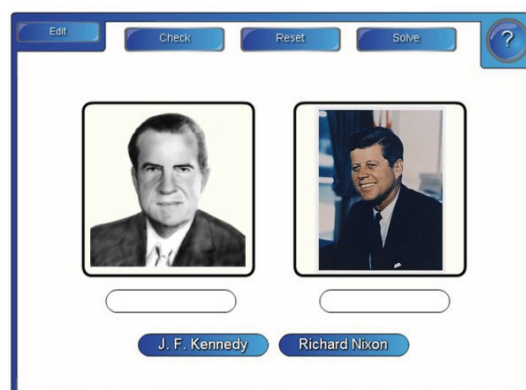 Edit
Check
Reset
Solve
?
J. F. Kennedy
Richard Nixon